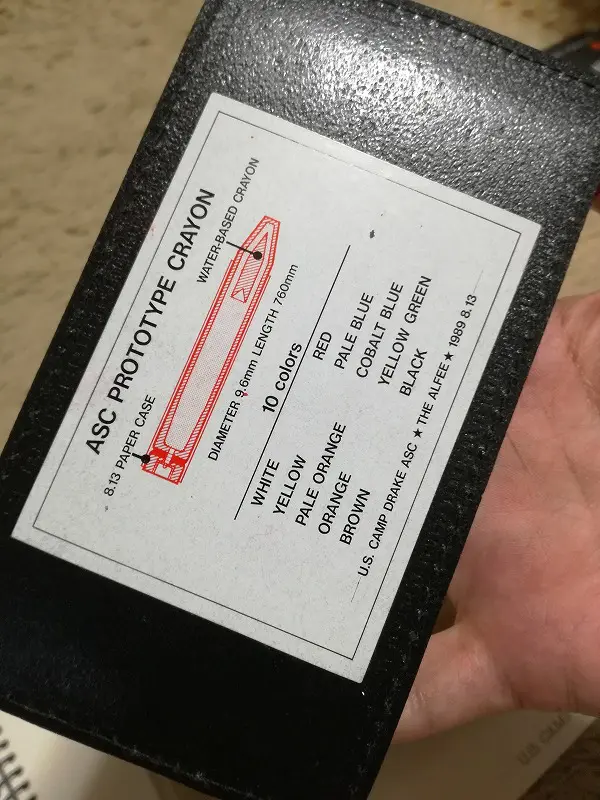 ASC PROTOTYPE CRAYON
WATER-BASED CRAYON
8.13 PAPER CASE
DIAMETER 9.6mm LENGTH 760mm
10 colors
WHITE
YELLOW
PALE ORANGE
ORANGE
BROWN
RED
PALE BLUE
COBALT BLUE
YELLOW GREEN
BLACK
U.S. CAMP DRAKE ASC ★ THE ALFEE ★ 1989 8.13
U.S